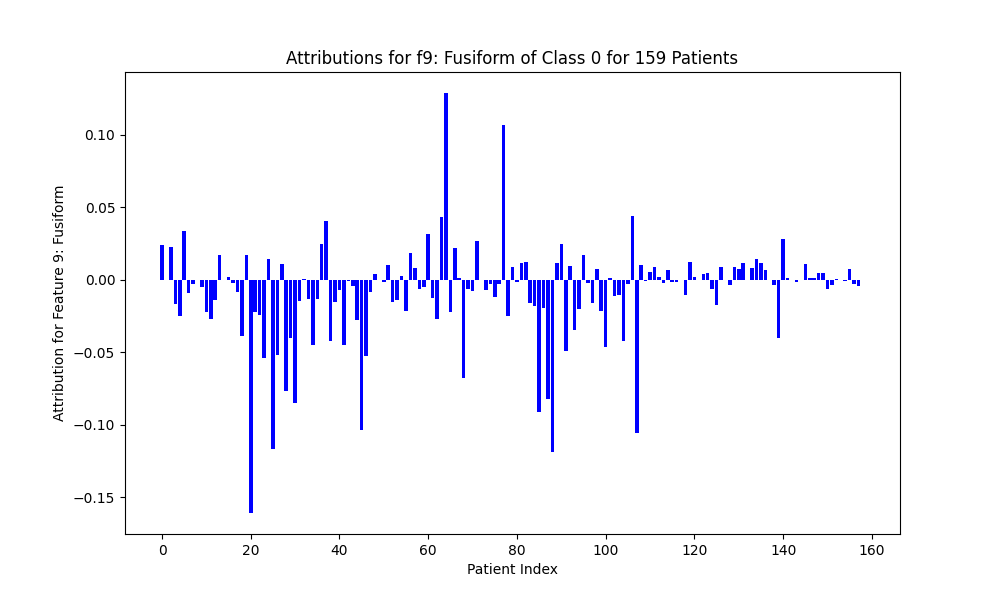 Attributions for f9: Fusiform of Class 0 for 159 Patients
Attribution for Feature 9: Fusiform
0.10
0.05
0.00
−0.05
−0.10
−0.15
0 20 40 60 80 100 120 140 160
Patient Index